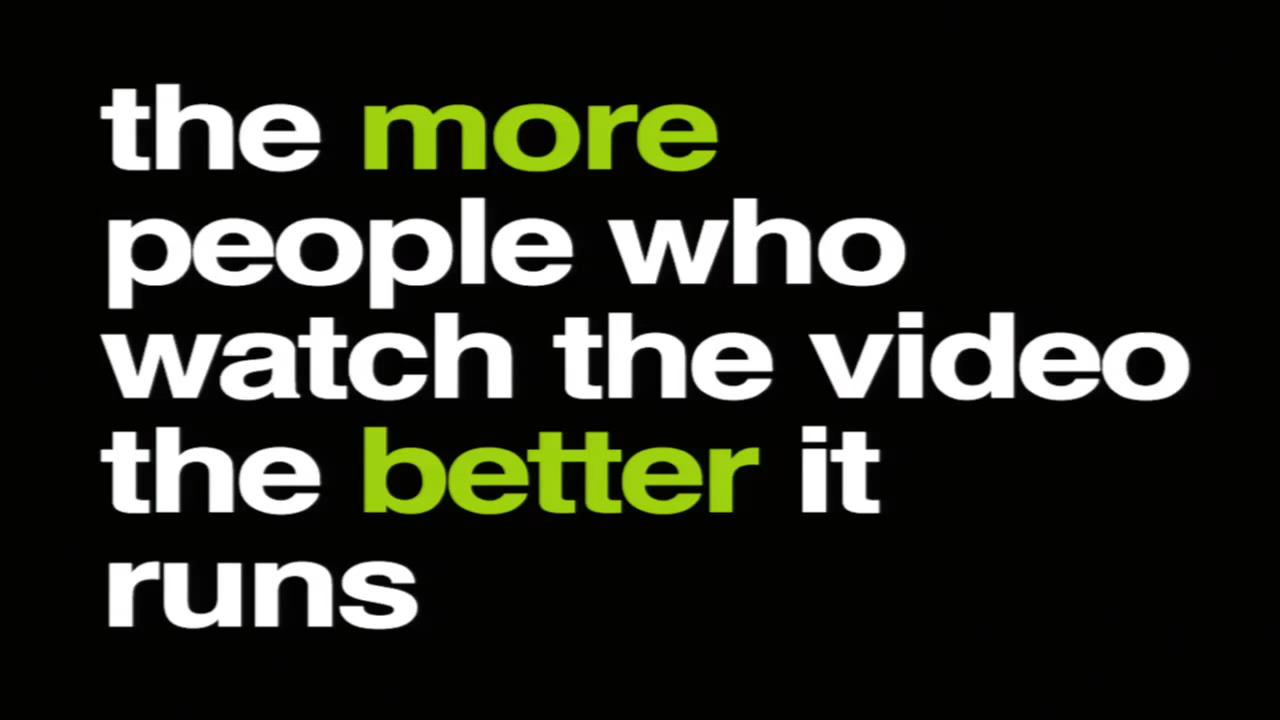 the more
people who
watch the video
the better it
runs